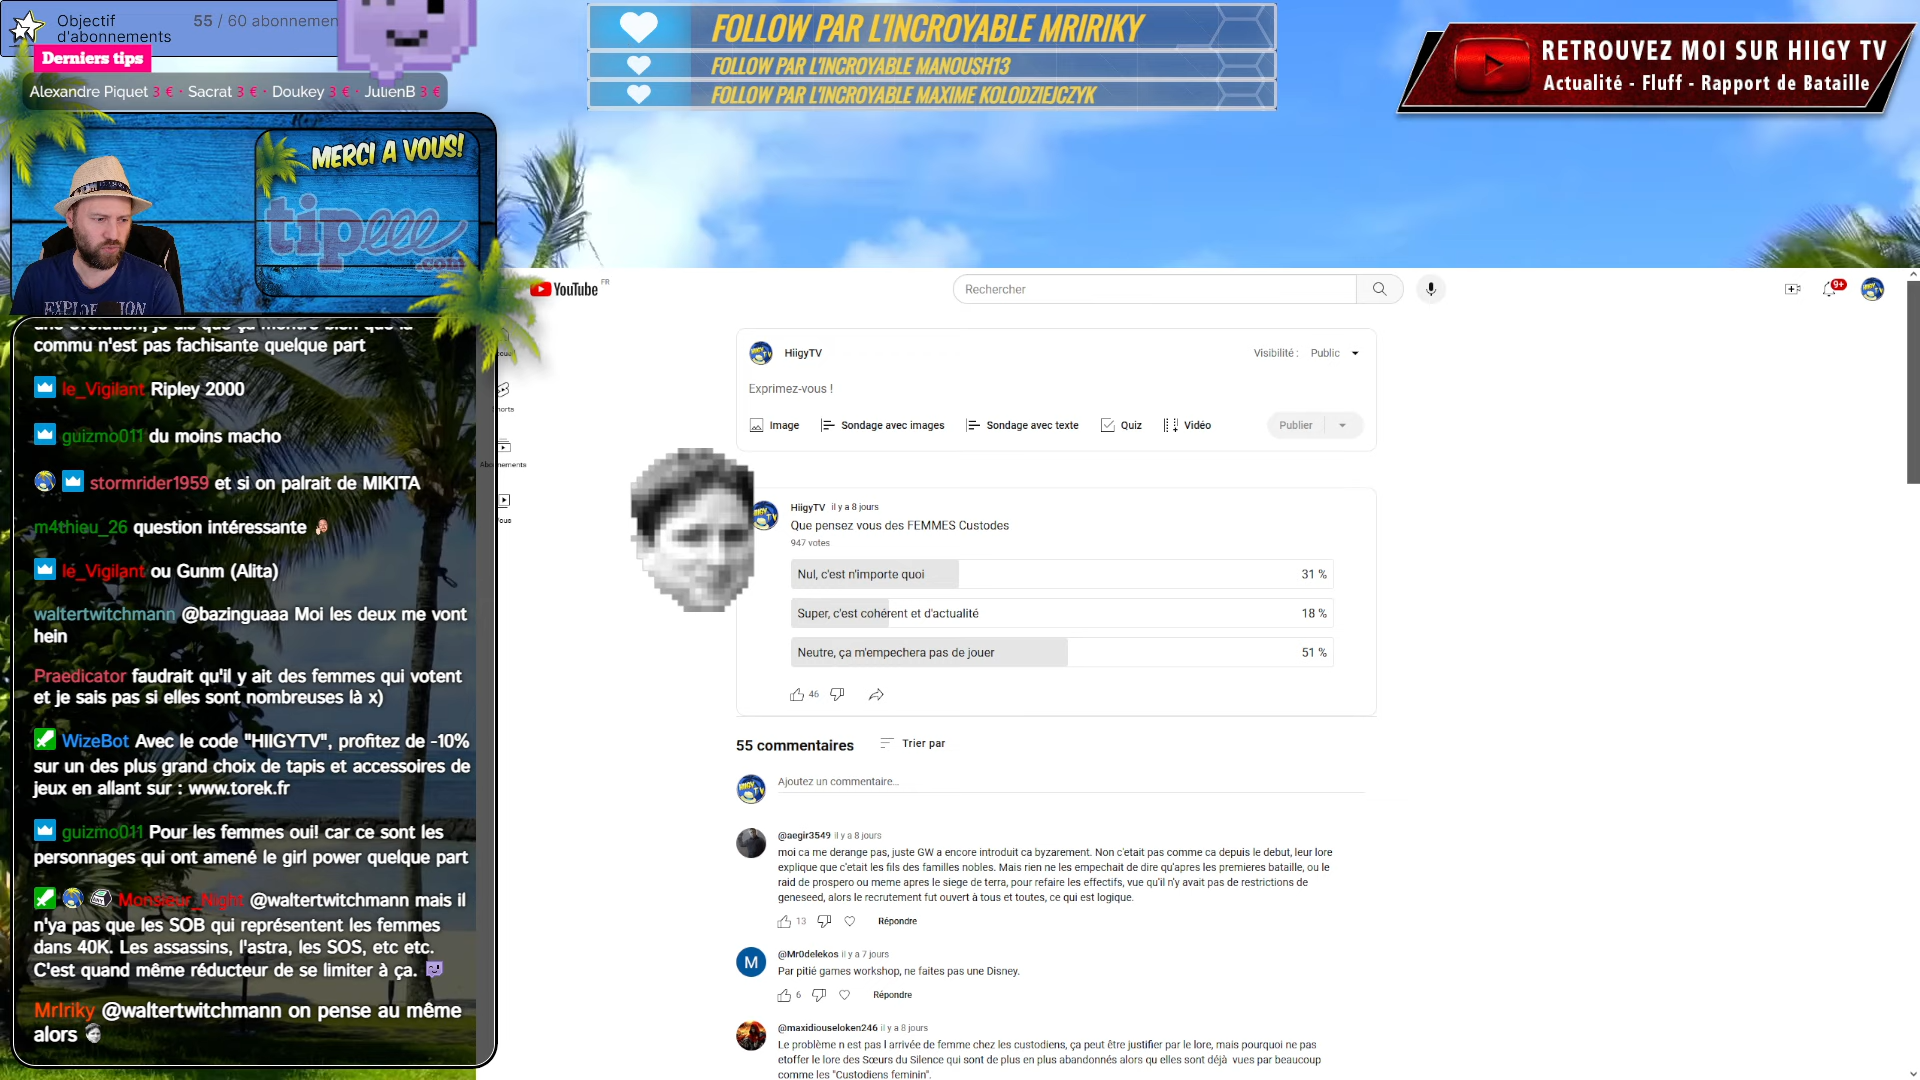 Objectif
d'abonnements
55 / 60 abonnemen
Derniers tips
Alexandre Piquet 3 € · Sacrat 3 € · Doukey 3 € · JulienB 3 €
FOLLOW PAR L'INCROYABLE MRIRIKY
FOLLOW PAR L'INCROYABLE MANOUSH13
FOLLOW PAR L'INCROYABLE MAXIME KOLODZIEJCZYK
RETROUVEZ MOI SUR HIIGY TV
Actualité - Fluff - Rapport de Bataille
MERCI A VOUS!
tipeee
.com
commu n'est pas fachisante quelque part
le_Vigilant Ripley 2000
guizmo011 du moins macho
stormrider1959 et si on palrait de MIKITA
m4thieu_26 question intéressante
le_Vigilant ou Gunm (Alita)
waltertwitchmann @bazinguaaa Moi les deux me vont
hein
Praedicator faudrait qu'il y ait des femmes qui votent
et je sais pas si elles sont nombreuses là x)
WizeBot Avec le code "HIIGYTV", profitez de -10%
sur un des plus grand choix de tapis et accessoires de
jeux en allant sur : www.torek.fr
guizmo011 Pour les femmes oui! car ce sont les
personnages qui ont amené le girl power quelque part
Monsieur_Night @waltertwitchmann mais il
n'ya pas que les SOB qui représentent les femmes
dans 40K. Les assassins, l'astra, les SOS, etc etc.
C'est quand même réducteur de se limiter à ça.
MrIriky @waltertwitchmann on pense au même
alors
YouTube FR
Rechercher
9+
HiigyTV
Visibilité : Public
Exprimez-vous !
Image
Sondage avec images
Sondage avec texte
Quiz
Vidéo
Publier
HiigyTV il y a 8 jours
Que pensez vous des FEMMES Custodes
947 votes
Nul, c'est n'importe quoi 31 %
Super, c'est cohérent et d'actualité 18 %
Neutre, ça m'empechera pas de jouer 51 %
46
55 commentaires
Trier par
Ajoutez un commentaire...
@aegir3549 il y a 8 jours
moi ca me derange pas, juste GW a encore introduit ca byzarement. Non c'etait pas comme ca depuis le debut, leur lore
explique que c'etait les fils des familles nobles. Mais rien ne les empechait de dire qu'apres les premieres bataille, ou le
raid de prospero ou meme apres le siege de terra, pour refaire les effectifs, vue qu'il n'y avait pas de restrictions de
geneseed, alors le recrutement fut ouvert à tous et toutes, ce qui est logique.
13
Répondre
M
@Mr0delekos il y a 7 jours
Par pitié games workshop, ne faites pas une Disney.
6
Répondre
@maxidiouseloken246 il y a 8 jours
Le problème n est pas l arrivée de femme chez les custodiens, ça peut être justifier par le lore, mais pourquoi ne pas
etoffer le lore des Sœurs du Silence qui sont de plus en plus abandonnés alors qu elles sont déjà vues par beaucoup
comme les "Custodiens feminin".